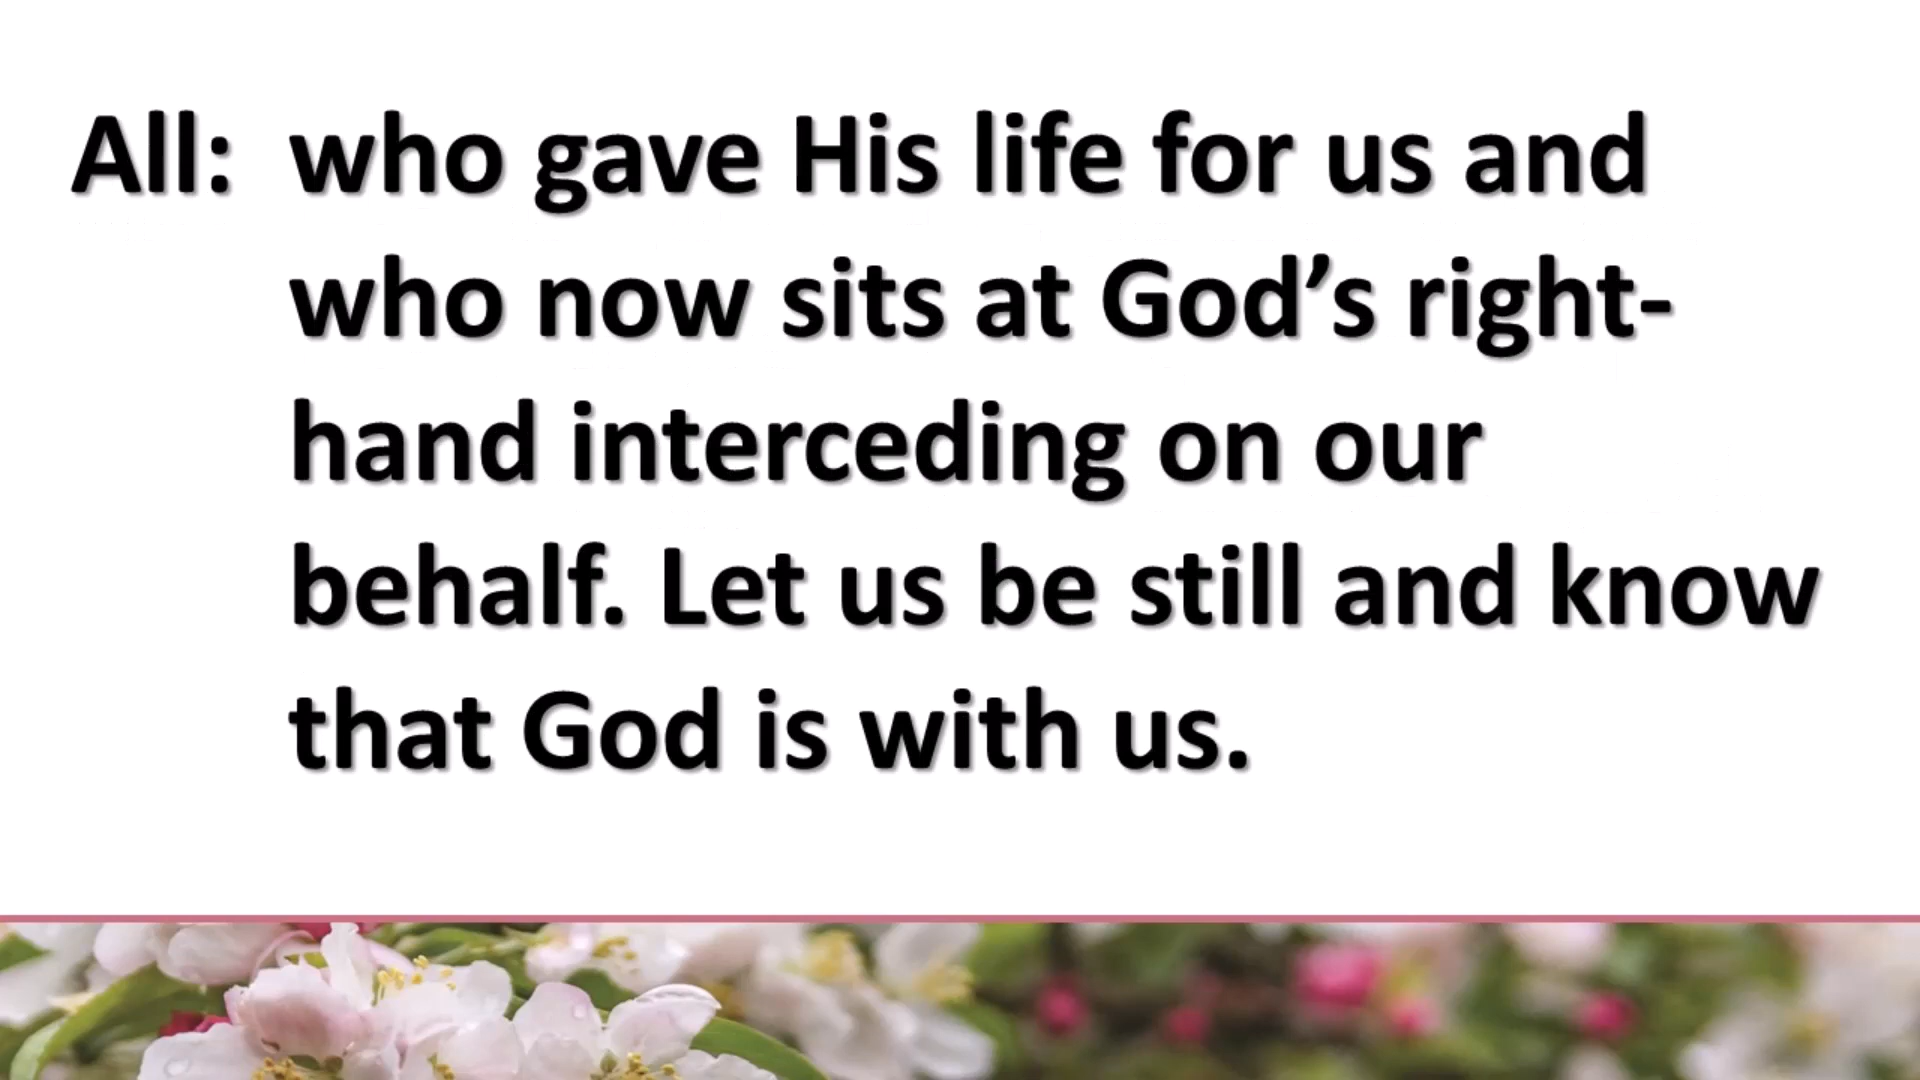 All: who gave His life for us and
who now sits at God’s right-
hand interceding on our
behalf. Let us be still and know
that God is with us.